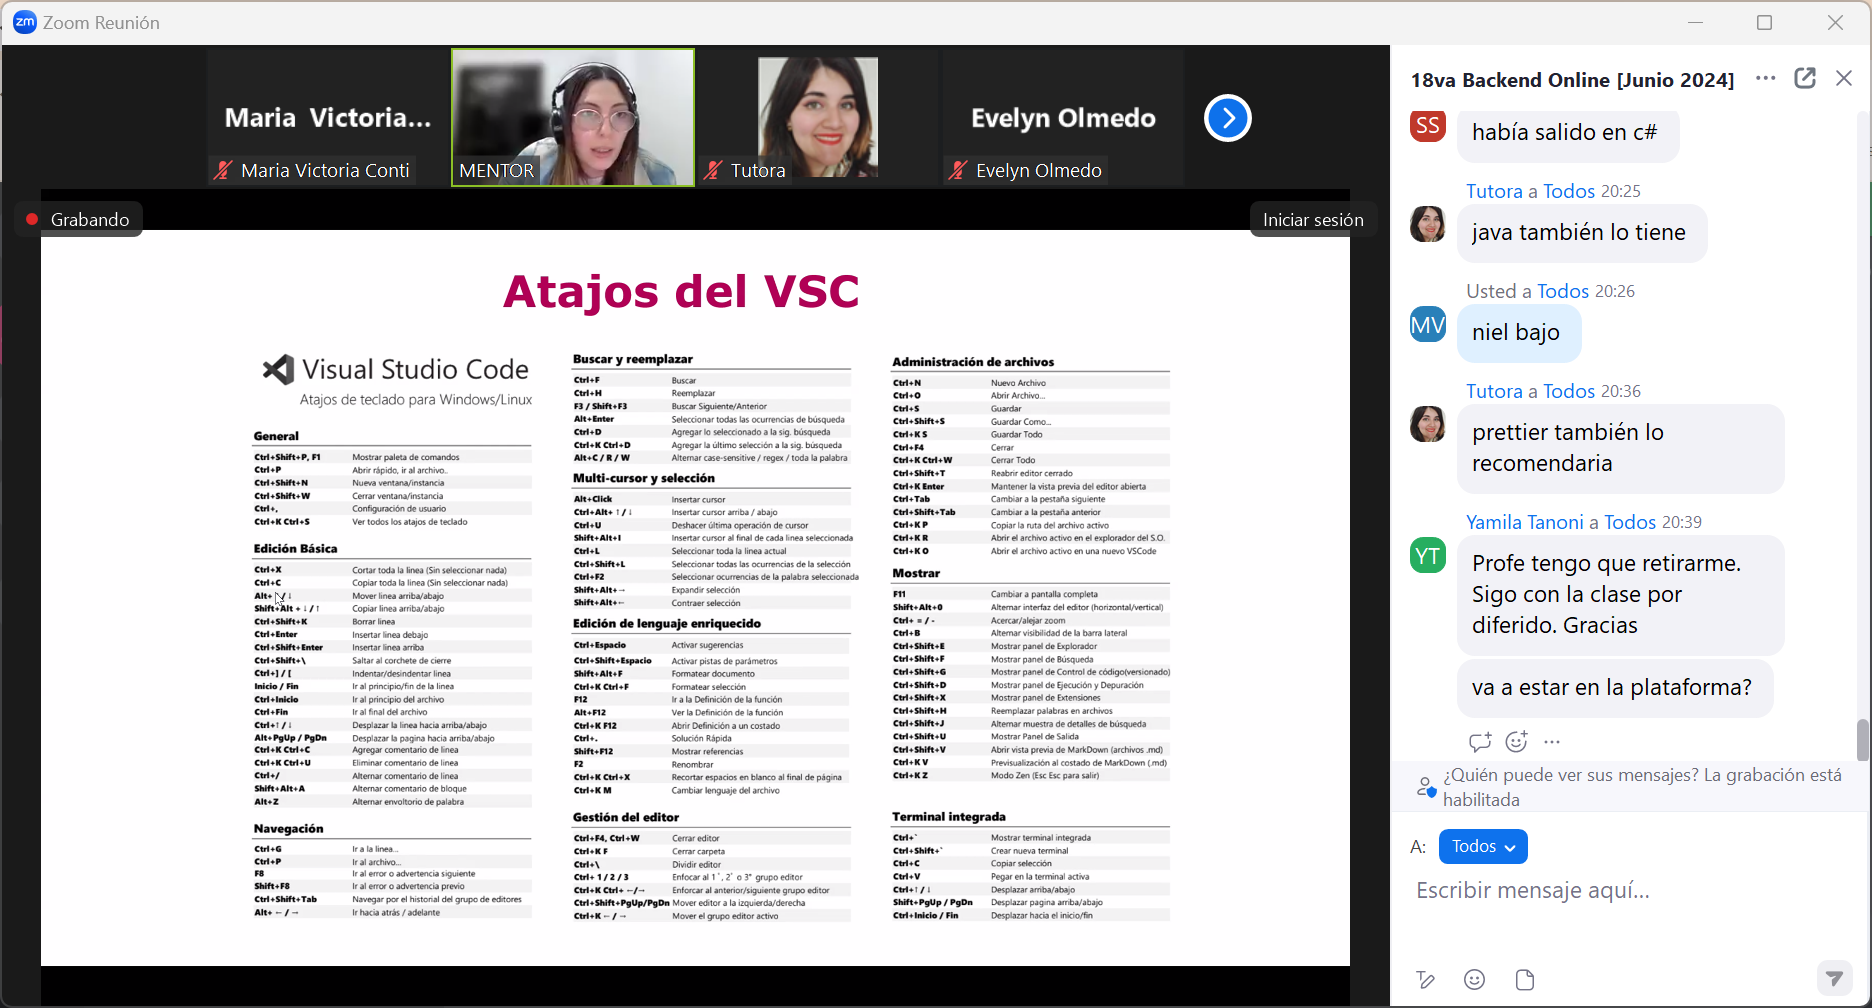 zm Zoom Reunión
Maria Victoria...
Maria Victoria Conti
MENTOR
Tutora
Evelyn Olmedo
Evelyn Olmedo
Grabando
Iniciar sesión
Atajos del VSC
Visual Studio Code
Atajos de teclado para Windows/Linux
General
Ctrl+Shift+P, F1 Mostrar paleta de comandos
Ctrl+P Abrir rápido, ir al archivo..
Ctrl+Shift+N Nueva ventana/instancia
Ctrl+Shift+W Cerrar ventana/instancia
Ctrl+, Configuración de usuario
Ctrl+K Ctrl+S Ver todos los atajos de teclado
Edición Básica
Ctrl+X Cortar toda la linea (Sin seleccionar nada)
Ctrl+C Copiar toda la linea (Sin seleccionar nada)
Alt+ / ↓ Mover linea arriba/abajo
Shift+Alt + ↓ / ↑ Copiar linea arriba/abajo
Ctrl+Shift+K Borrar linea
Ctrl+Enter Insertar linea debajo
Ctrl+Shift+Enter Insertar linea arriba
Ctrl+Shift+\ Saltar al corchete de cierre
Ctrl+] / [ Indentar/desindentar linea
Inicio / Fin Ir al principio/fin de la linea
Ctrl+Inicio Ir al principio del archivo
Ctrl+Fin Ir al final del archivo
Ctrl+↑ / ↓ Desplazar la linea hacia arriba/abajo
Alt+PgUp / PgDn Desplazar la pagina hacia arriba/abajo
Ctrl+K Ctrl+C Agregar comentario de linea
Ctrl+K Ctrl+U Eliminar comentario de linea
Ctrl+/ Alternar comentario de linea
Shift+Alt+A Alternar comentario de bloque
Alt+Z Alternar envoltorio de palabra
Navegación
Ctrl+G Ir a la linea...
Ctrl+P Ir al archivo...
F8 Ir al error o advertencia siguiente
Shift+F8 Ir al error o advertencia previo
Ctrl+Shift+Tab Navegar por el historial del grupo de editores
Alt+ ← / → Ir hacia atrás / adelante
Buscar y reemplazar
Ctrl+F Buscar
Ctrl+H Reemplazar
F3 / Shift+F3 Buscar Siguiente/Anterior
Alt+Enter Seleccionar todas las ocurrencias de búsqueda
Ctrl+D Agregar lo seleccionado a la sig. búsqueda
Ctrl+K Ctrl+D Agregar la último selección a la sig. búsqueda
Alt+C / R / W Alternar case-sensitive / regex / toda la palabra
Multi-cursor y selección
Alt+Click Insertar cursor
Ctrl+Alt+ ↑ / ↓ Insertar cursor arriba / abajo
Ctrl+U Deshacer última operación de cursor
Shift+Alt+I Insertar cursor al final de cada linea seleccionada
Ctrl+L Seleccionar toda la linea actual
Ctrl+Shift+L Seleccionar todas las ocurrencias de la selección
Ctrl+F2 Seleccionar ocurrencias de la palabra seleccionada
Shift+Alt+→ Expandir selección
Shift+Alt+← Contraer selección
Edición de lenguaje enriquecido
Ctrl+Espacio Activar sugerencias
Ctrl+Shift+Espacio Activar pistas de parámetros
Shift+Alt+F Formatear documento
Ctrl+K Ctrl+F Formatear selección
F12 Ir a la Definición de la función
Alt+F12 Ver la Definición de la función
Ctrl+K F12 Abrir Definición a un costado
Ctrl+. Solución Rápida
Shift+F12 Mostrar referencias
F2 Renombrar
Ctrl+K Ctrl+X Recortar espacios en blanco al final de página
Ctrl+K M Cambiar lenguaje del archivo
Gestión del editor
Ctrl+F4, Ctrl+W Cerrar editor
Ctrl+K F Cerrar carpeta
Ctrl+\ Dividir editor
Ctrl+ 1 / 2 / 3 Enfocar al 1°, 2° o 3° grupo editor
Ctrl+K Ctrl+ ←/→ Enforcar al anterior/siguiente grupo editor
Ctrl+Shift+PgUp/PgDn Mover editor a la izquierda/derecha
Ctrl+K ← / → Mover el grupo editor activo
Administración de archivos
Ctrl+N Nuevo Archivo
Ctrl+O Abrir Archivo...
Ctrl+S Guardar
Ctrl+Shift+S Guardar Como...
Ctrl+K S Guardar Todo
Ctrl+F4 Cerrar
Ctrl+K Ctrl+W Cerrar Todo
Ctrl+Shift+T Reabrir editor cerrado
Ctrl+K Enter Mantener la vista previa del editor abierta
Ctrl+Tab Cambiar a la pestaña siguiente
Ctrl+Shift+Tab Cambiar a la pestaña anterior
Ctrl+K P Copiar la ruta del archivo activo
Ctrl+K R Abrir el archivo activo en el explorador del S.O.
Ctrl+K O Abrir el archivo activo en una nuevo VSCode
Mostrar
F11 Cambiar a pantalla completa
Shift+Alt+0 Alternar interfaz del editor (horizontal/vertical)
Ctrl+ = / - Acercar/alejar zoom
Ctrl+B Alternar visibilidad de la barra lateral
Ctrl+Shift+E Mostrar panel de Explorador
Ctrl+Shift+F Mostrar panel de Búsqueda
Ctrl+Shift+G Mostrar panel de Control de código(versionado)
Ctrl+Shift+D Mostrar panel de Ejecución y Depuración
Ctrl+Shift+X Mostrar panel de Extensiones
Ctrl+Shift+H Reemplazar palabras en archivos
Ctrl+Shift+J Alternar muestra de detalles de búsqueda
Ctrl+Shift+U Mostrar Panel de Salida
Ctrl+Shift+V Abrir vista previa de MarkDown (archivos .md)
Ctrl+K V Previsualización al costado de MarkDown (.md)
Ctrl+K Z Modo Zen (Esc Esc para salir)
Terminal integrada
Ctrl+` Mostrar terminal integrada
Ctrl+Shift+` Crear nueva terminal
Ctrl+C Copiar selección
Ctrl+V Pegar en la terminal activa
Ctrl+↑ / ↓ Desplazar arriba/abajo
Shift+PgUp / PgDn Desplazar pagina arriba/abajo
Ctrl+Inicio / Fin Desplazar hacia el inicio/fin
18va Backend Online [Junio 2024]
SS
había salido en c#
Tutora a Todos 20:25
java también lo tiene
Usted a Todos 20:26
MV
niel bajo
Tutora a Todos 20:36
prettier también lo
recomendaria
Yamila Tanoni a Todos 20:39
YT
Profe tengo que retirarme.
Sigo con la clase por
diferido. Gracias
va a estar en la plataforma?
¿Quién puede ver sus mensajes? La grabación está
habilitada
A: Todos
Escribir mensaje aquí...